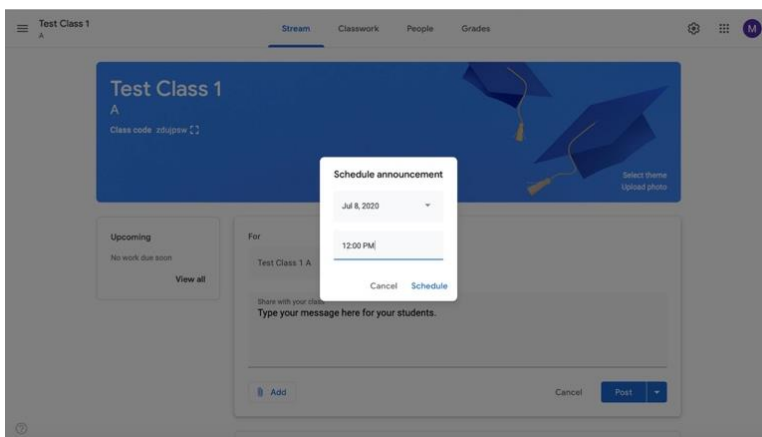 Test Class 1
A
Stream Classwork People Grades
M
Test Class 1
A
Class code zdujpsw
Select theme
Upload photo
Schedule announcement
Jul 8, 2020
12:00 PM
Cancel Schedule
Upcoming
No work due soon
View all
For
Test Class 1 A
Share with your class
Type your message here for your students.
Add
Cancel Post